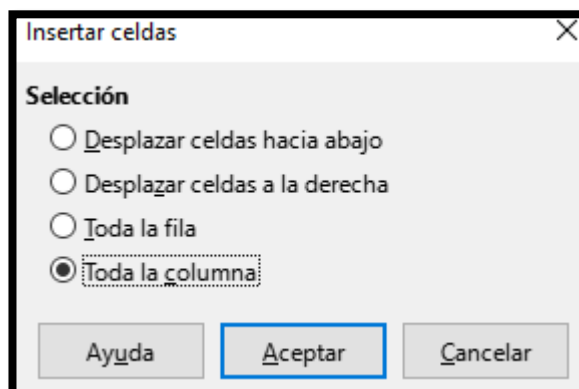 Insertar celdas
Selección
Desplazar celdas hacia abajo
Desplazar celdas a la derecha
Toda la fila
Toda la columna
Ayuda Aceptar Cancelar